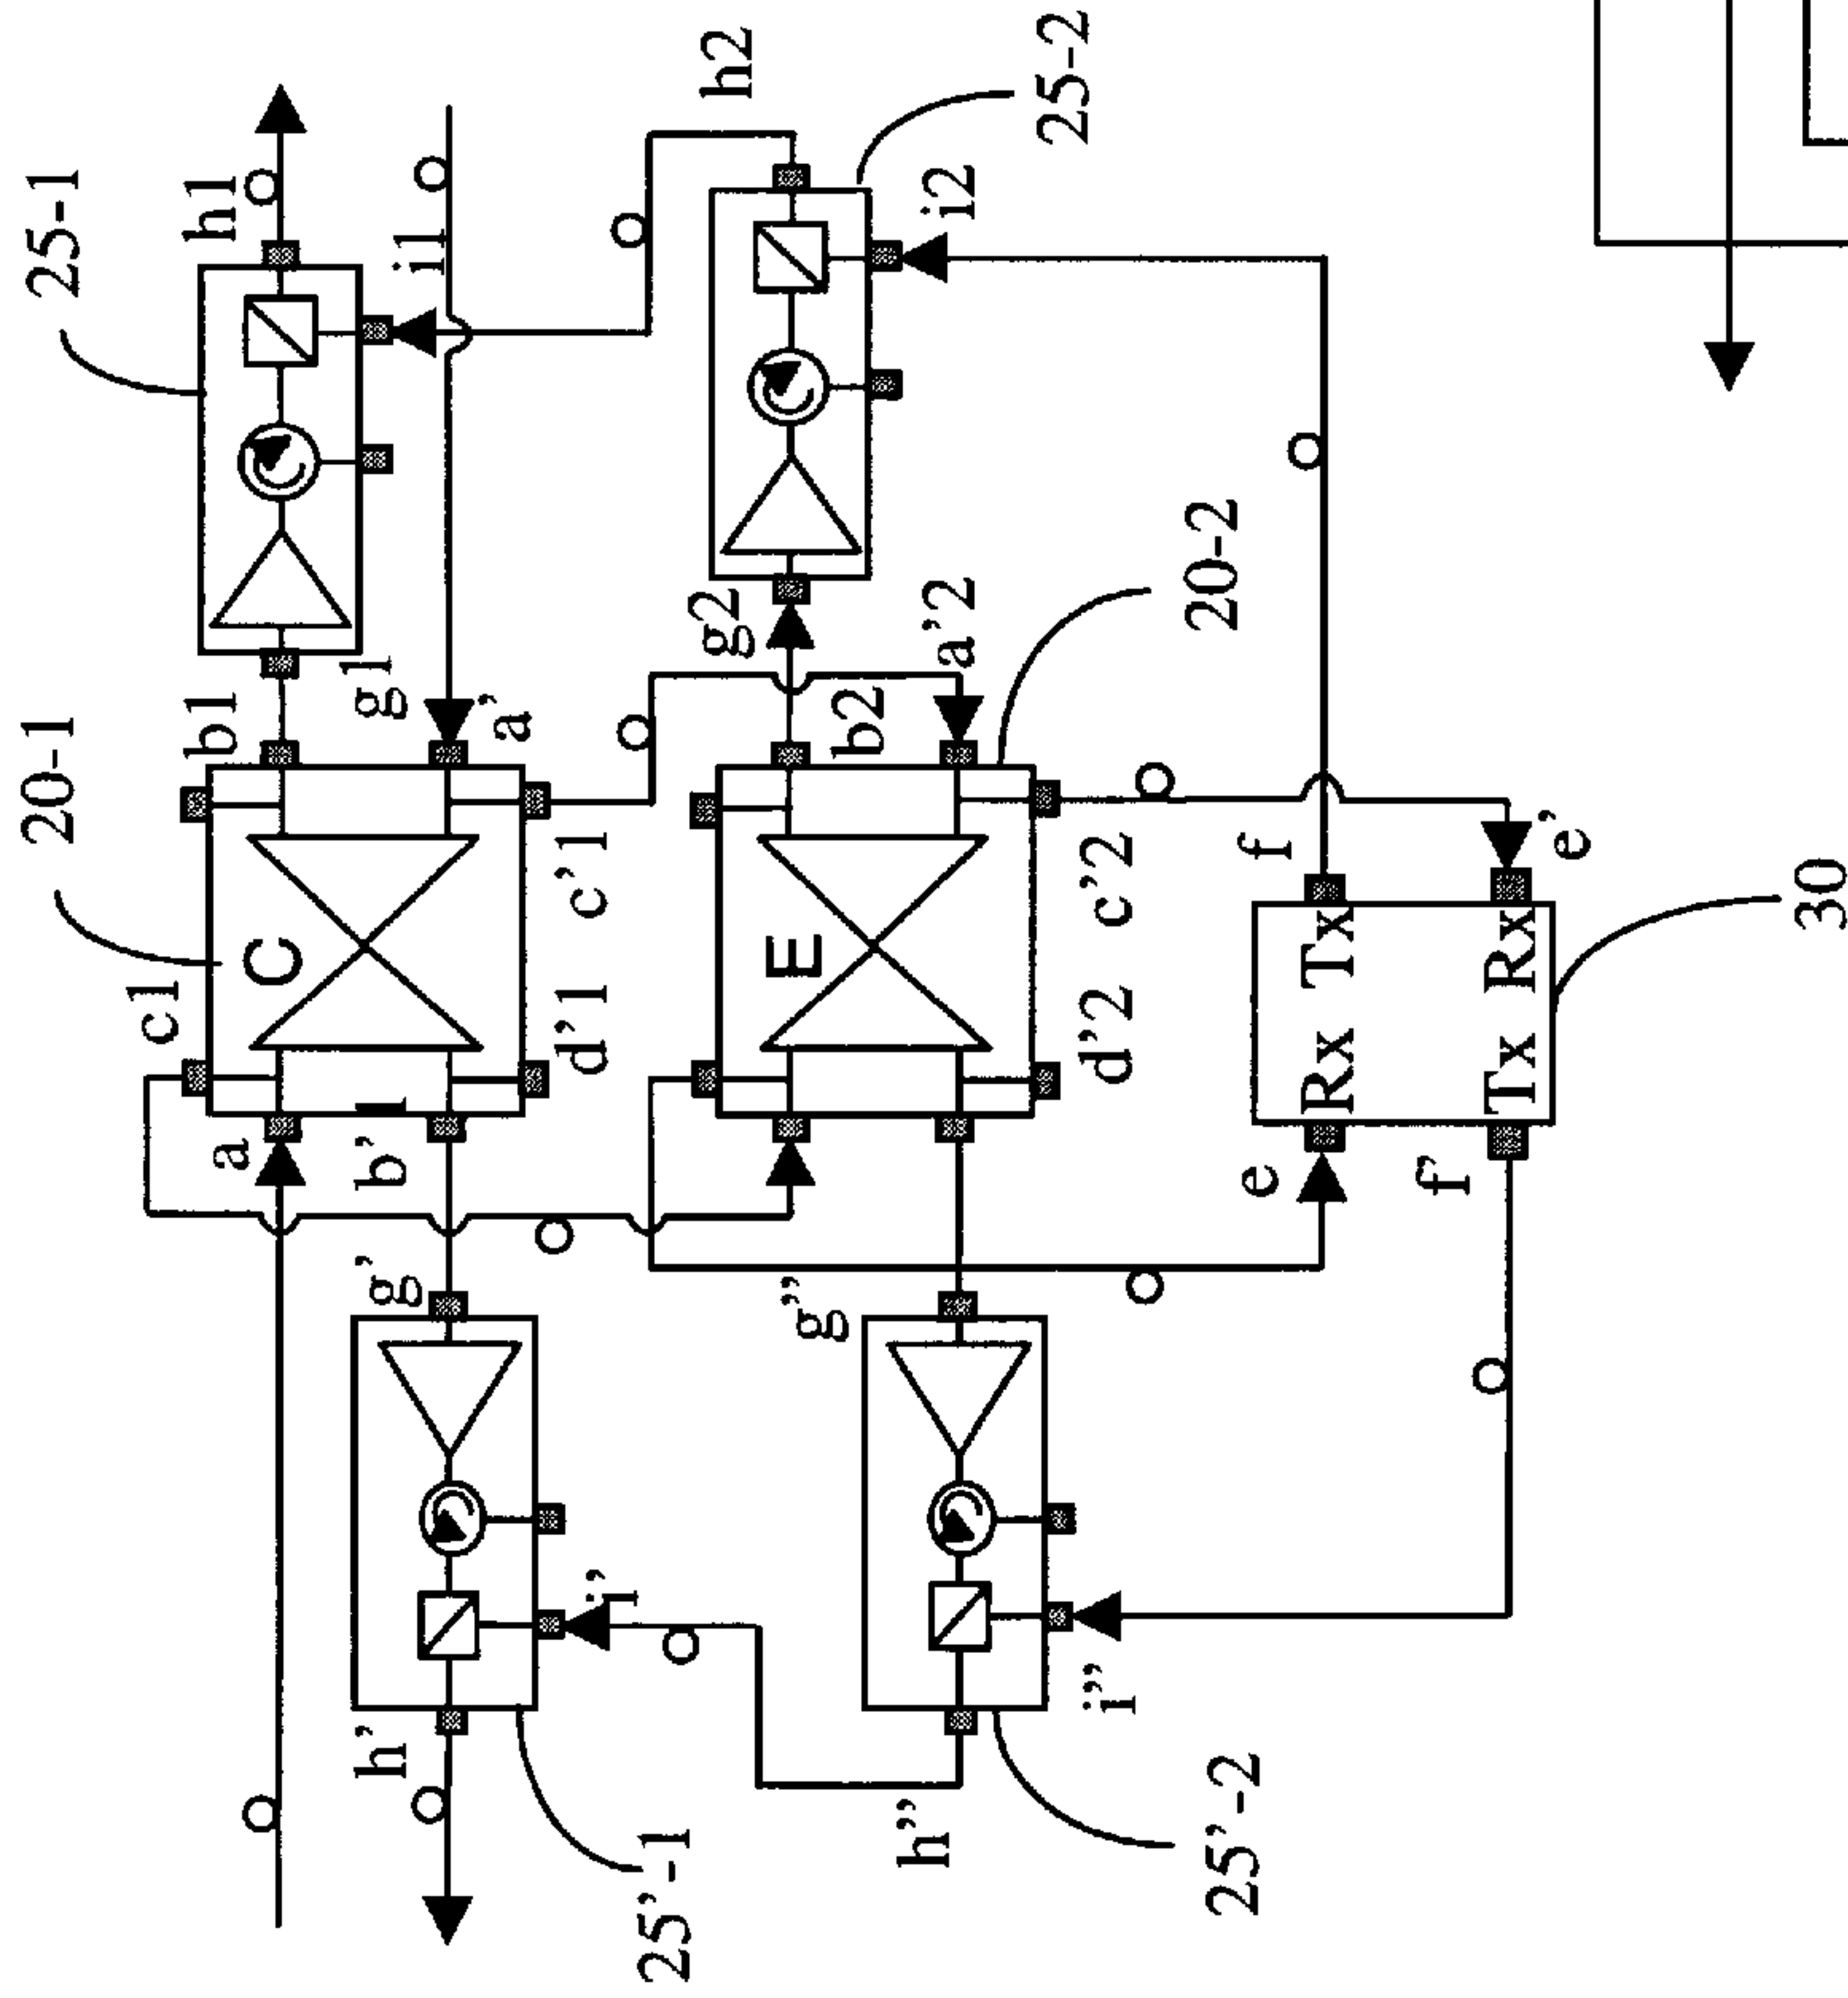 25-1
h1
i1
h2
25-2
i2
20-1
b1
g1
a'
g2
a'2
b2
20-2
c1
C
c'1
d'1
E
c'2
d'2
a
b'1
f
e'
Rx Tx
Tx Rx
30
e
f'
g'
g''
i'
i''
h'
h''
25'-1
25'-2